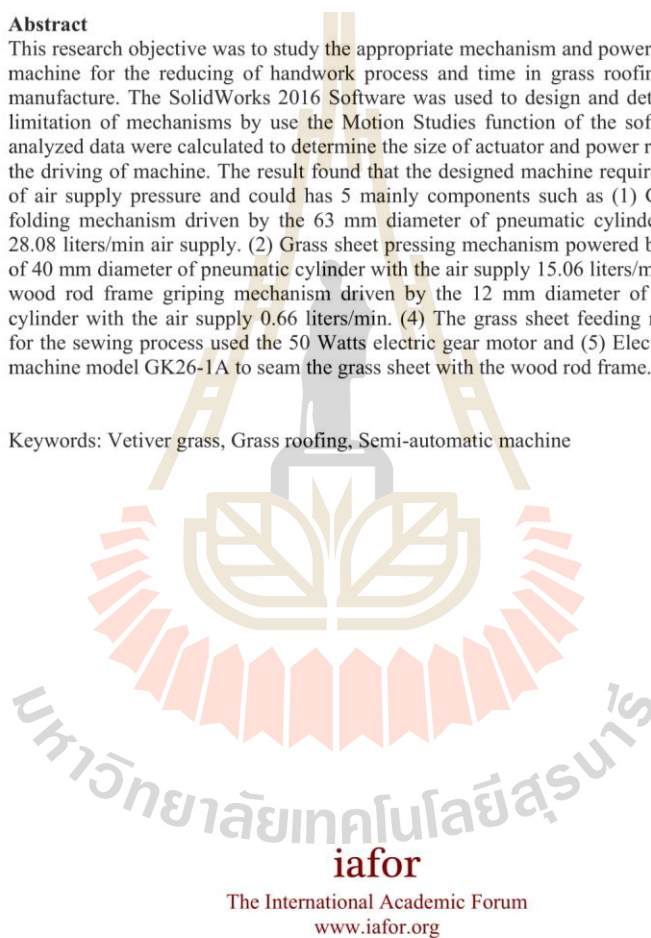 Abstract
This research objective was to study the appropriate mechanism and power
machine for the reducing of handwork process and time in grass
manufacture. The SolidWorks 2016 Software was used to design and
limitation of mechanisms by use the Motion Studies function of the
analyzed data were calculated to determine the size of actuator and power
the driving of machine. The result found that the designed machine
of air supply pressure and could has 5 mainly components such as (1)
folding mechanism driven by the 63 mm diameter of pneumatic
28.08 liters/min air supply. (2) Grass sheet pressing mechanism powered
of 40 mm diameter of pneumatic cylinder with the air supply 15.06
wood rod frame griping mechanism driven by the 12 mm diameter of
cylinder with the air supply 0.66 liters/min. (4) The grass sheet feeding
for the sewing process used the 50 Watts electric gear motor and (5)
machine model GK26-1A to seam the grass sheet with the wood rod frame.
Keywords: Vetiver grass, Grass roofing, Semi-automatic machine
มหาวิทยาลัยเทคโนโลยีสุรนารี
iafor
The International Academic Forum
www.iafor.org